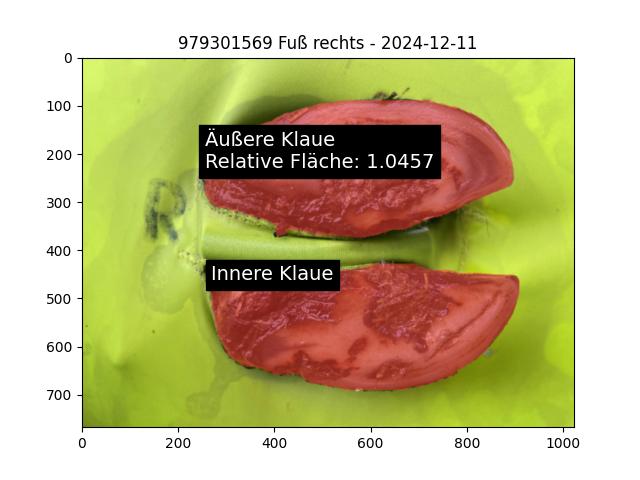 979301569 Fuß rechts - 2024-12-11
0
100
200
300
400
500
600
700
Äußere Klaue
Relative Fläche: 1.0457
R
Innere Klaue
0
200
400
600
800
1000